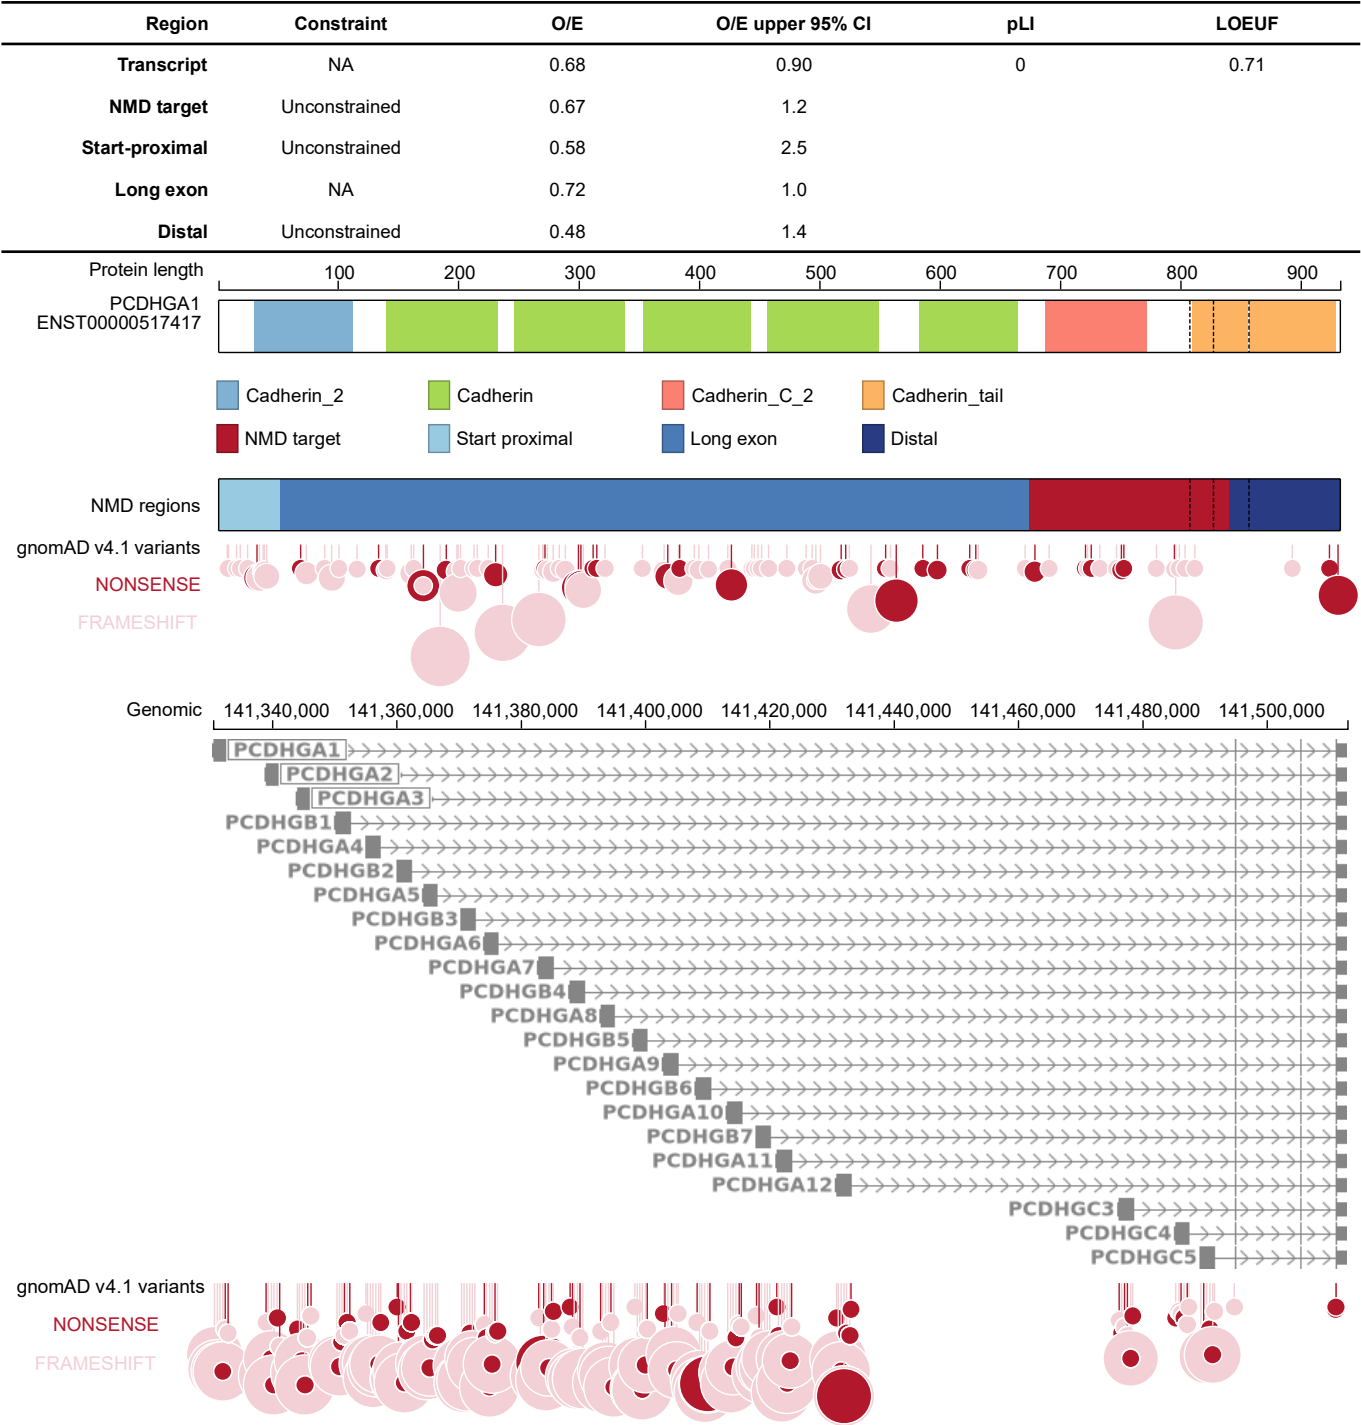 Region Constraint O/E O/E upper 95% CI pLI LOEUF
Transcript NA 0.68 0.90 0 0.71
NMD target Unconstrained 0.67 1.2
Start-proximal Unconstrained 0.58 2.5
Long exon NA 0.72 1.0
Distal Unconstrained 0.48 1.4
Protein length 100 200 300 400 500 600 700 800 900
PCDHGA1
ENST00000517417
Cadherin_2 Cadherin Cadherin_C_2 Cadherin_tail
NMD target Start proximal Long exon Distal
NMD regions
gnomAD v4.1 variants
NONSENSE
FRAMESHIFT
Genomic 141,340,000 141,360,000 141,380,000 141,400,000 141,420,000 141,440,000 141,460,000 141,480,000 141,500,000
PCDHGA1
PCDHGA2
PCDHGA3
PCDHGB1
PCDHGA4
PCDHGB2
PCDHGA5
PCDHGB3
PCDHGA6
PCDHGA7
PCDHGB4
PCDHGA8
PCDHGB5
PCDHGA9
PCDHGB6
PCDHGA10
PCDHGB7
PCDHGA11
PCDHGA12
PCDHGC3
PCDHGC4
PCDHGC5
gnomAD v4.1 variants
NONSENSE
FRAMESHIFT